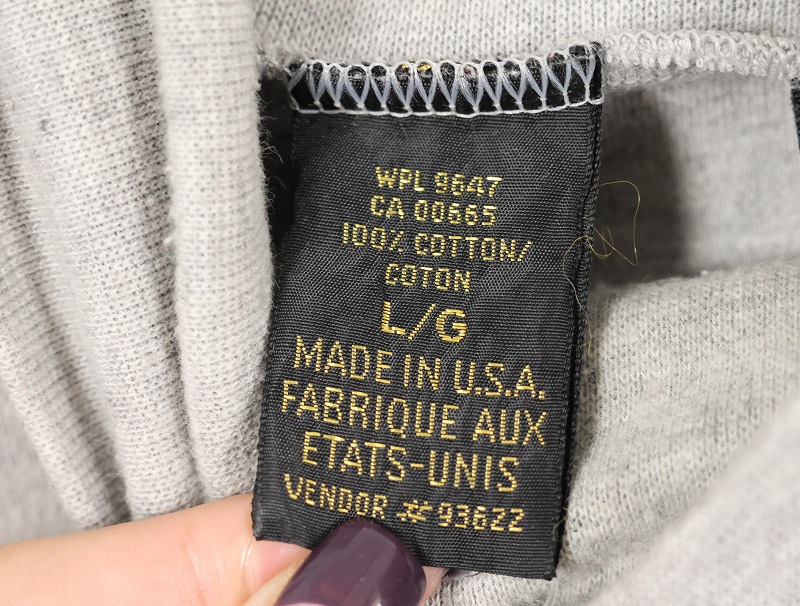 WPL 9647
CA 00665
100% COTTON/
COTON
L/G
MADE IN U.S.A.
FABRIQUE AUX
ETATS-UNIS
VENDOR #93622